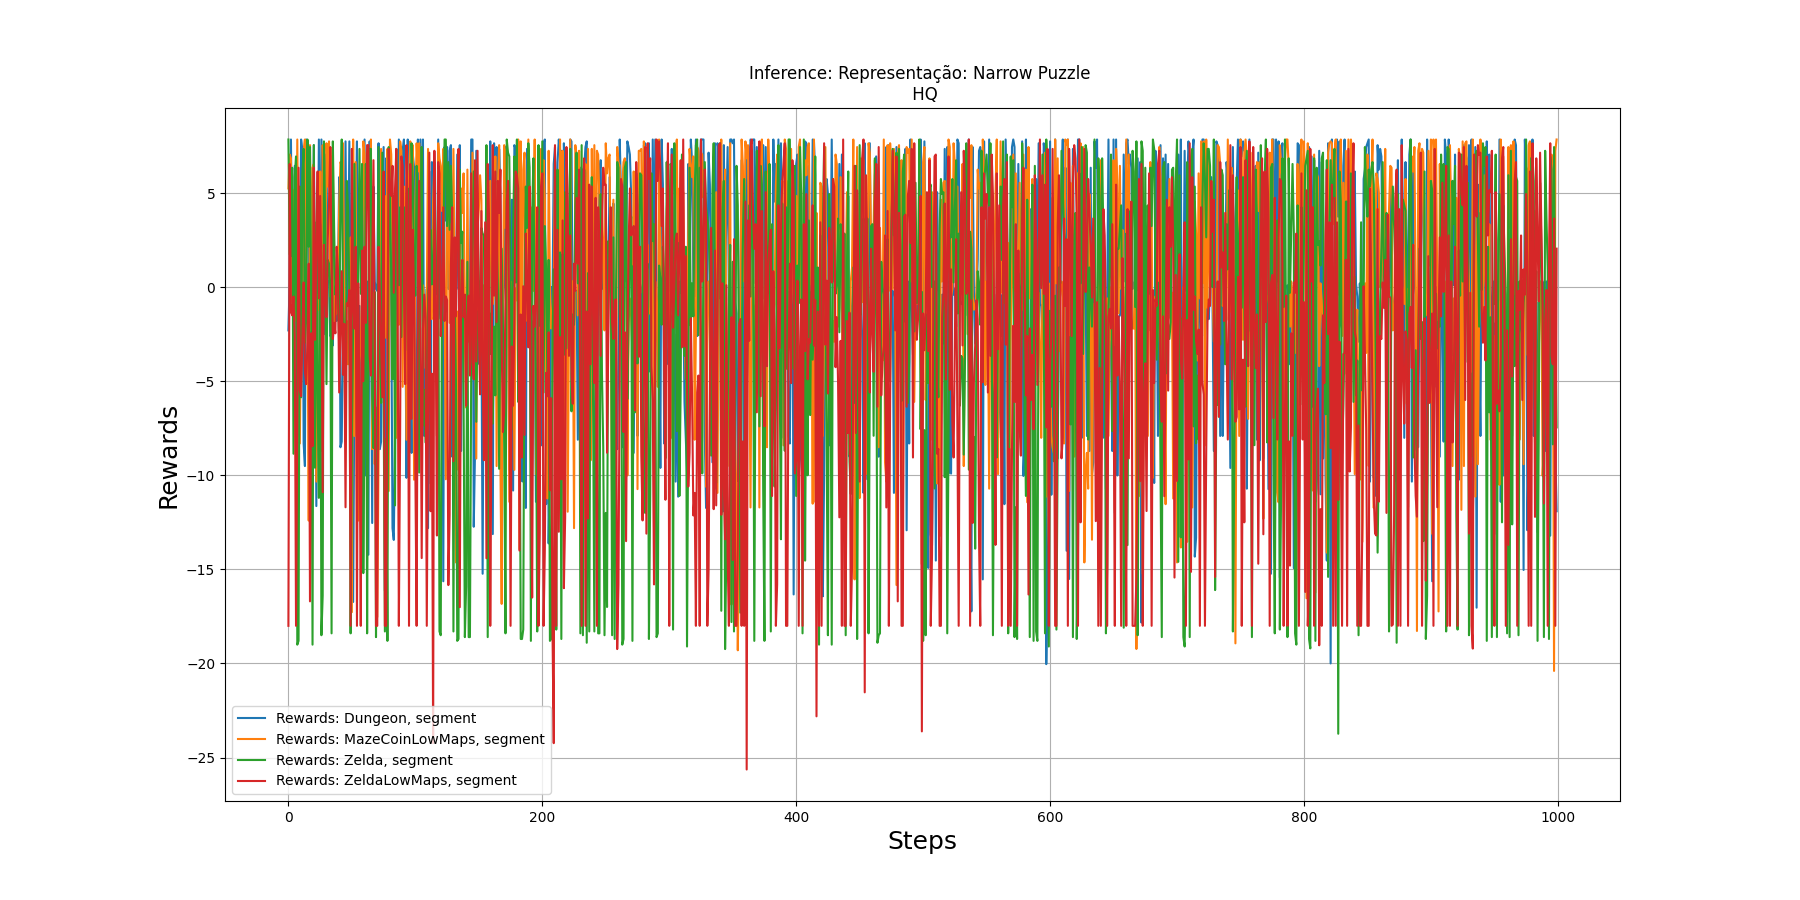 Inference: Representação: Narrow Puzzle
HQ
Rewards
5
0
−5
−10
−15
−20
−25
Rewards: Dungeon, segment
Rewards: MazeCoinLowMaps, segment
Rewards: Zelda, segment
Rewards: ZeldaLowMaps, segment
0 200 400 600 800 1000
Steps